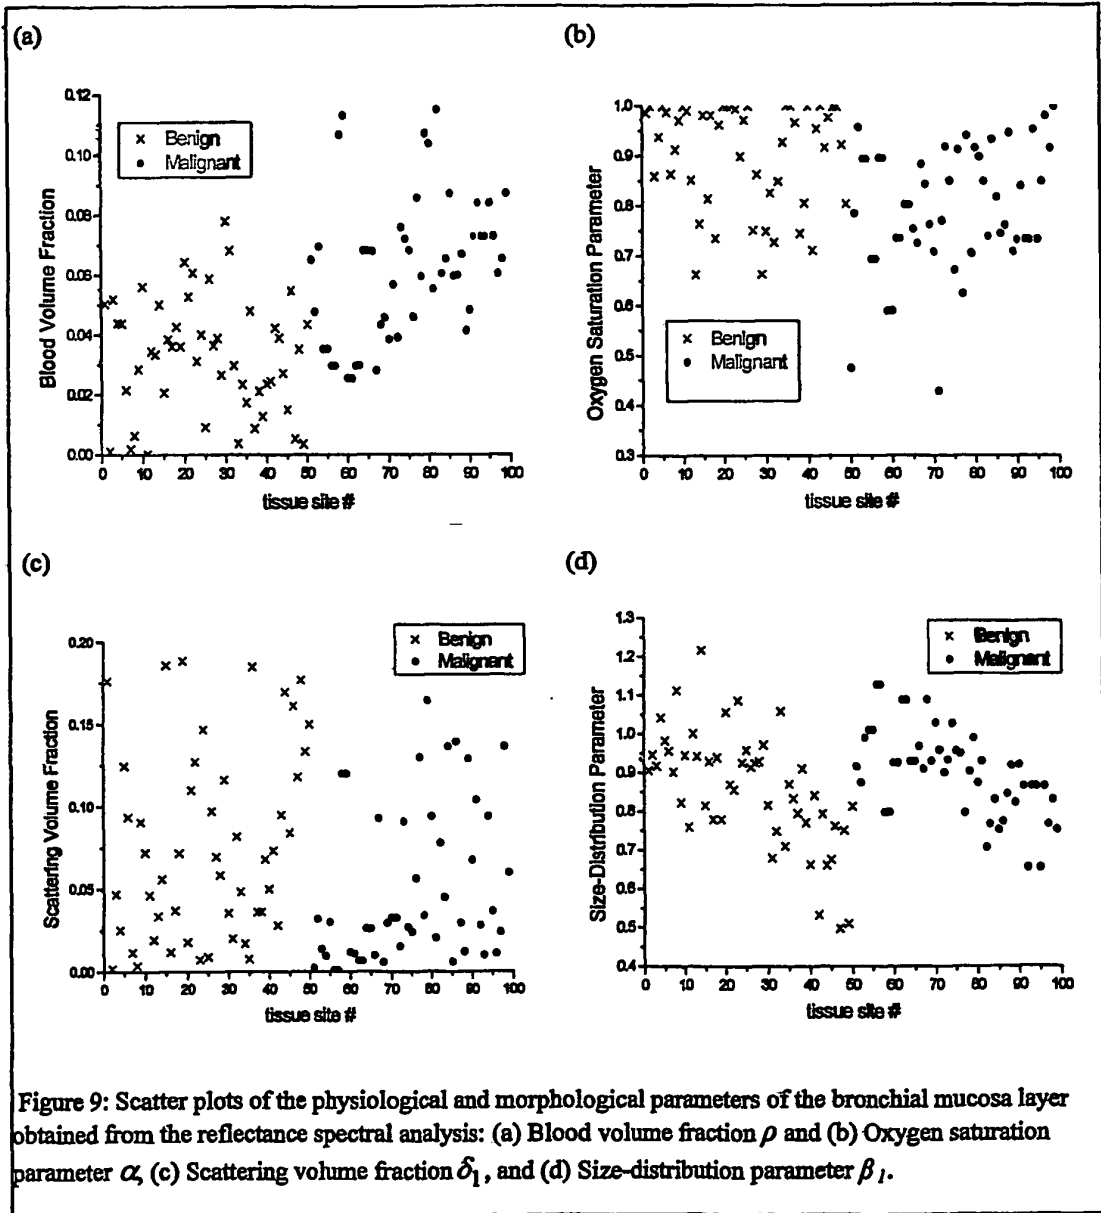 (a)
0.12
0.10
0.08
0.06
0.04
0.02
0.00
Blood Volume Fraction
× Benign
• Malignant
0 10 20 30 40 50 60 70 80 90 100
tissue site #
(b)
1.0
0.9
0.8
0.7
0.6
0.5
0.4
0.3
Oxygen Saturation Parameter
× Benign
• Malignant
0 10 20 30 40 50 60 70 80 90 100
tissue site #
(c)
0.20
0.15
0.10
0.05
0.00
Scattering Volume Fraction
× Benign
• Malignant
0 10 20 30 40 50 60 70 80 90 100
tissue site #
(d)
1.3
1.2
1.1
1.0
0.9
0.8
0.7
0.6
0.5
0.4
Size-Distribution Parameter
× Benign
• Malignant
0 10 20 30 40 50 60 70 80 90 100
tissue site #
Figure 9: Scatter plots of the physiological and morphological parameters of the bronchial mucosa layer
obtained from the reflectance spectral analysis: (a) Blood volume fraction ρ and (b) Oxygen saturation
parameter α, (c) Scattering volume fraction δ₁, and (d) Size-distribution parameter β₁.